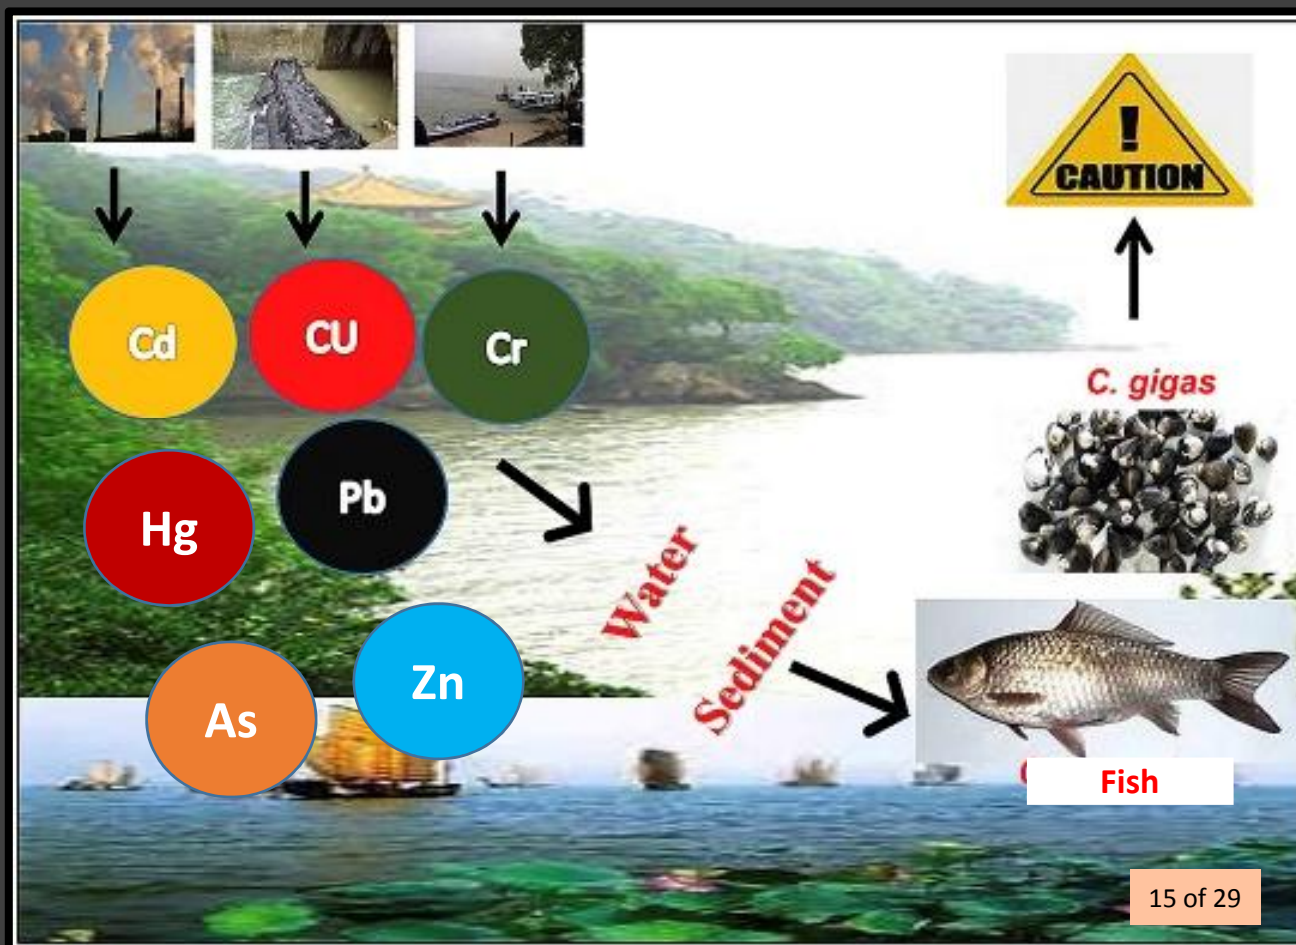 !
CAUTION
Cd
CU
Cr
C. gigas
Hg
Pb
Water
Sediment
As
Zn
Fish
15 of 29